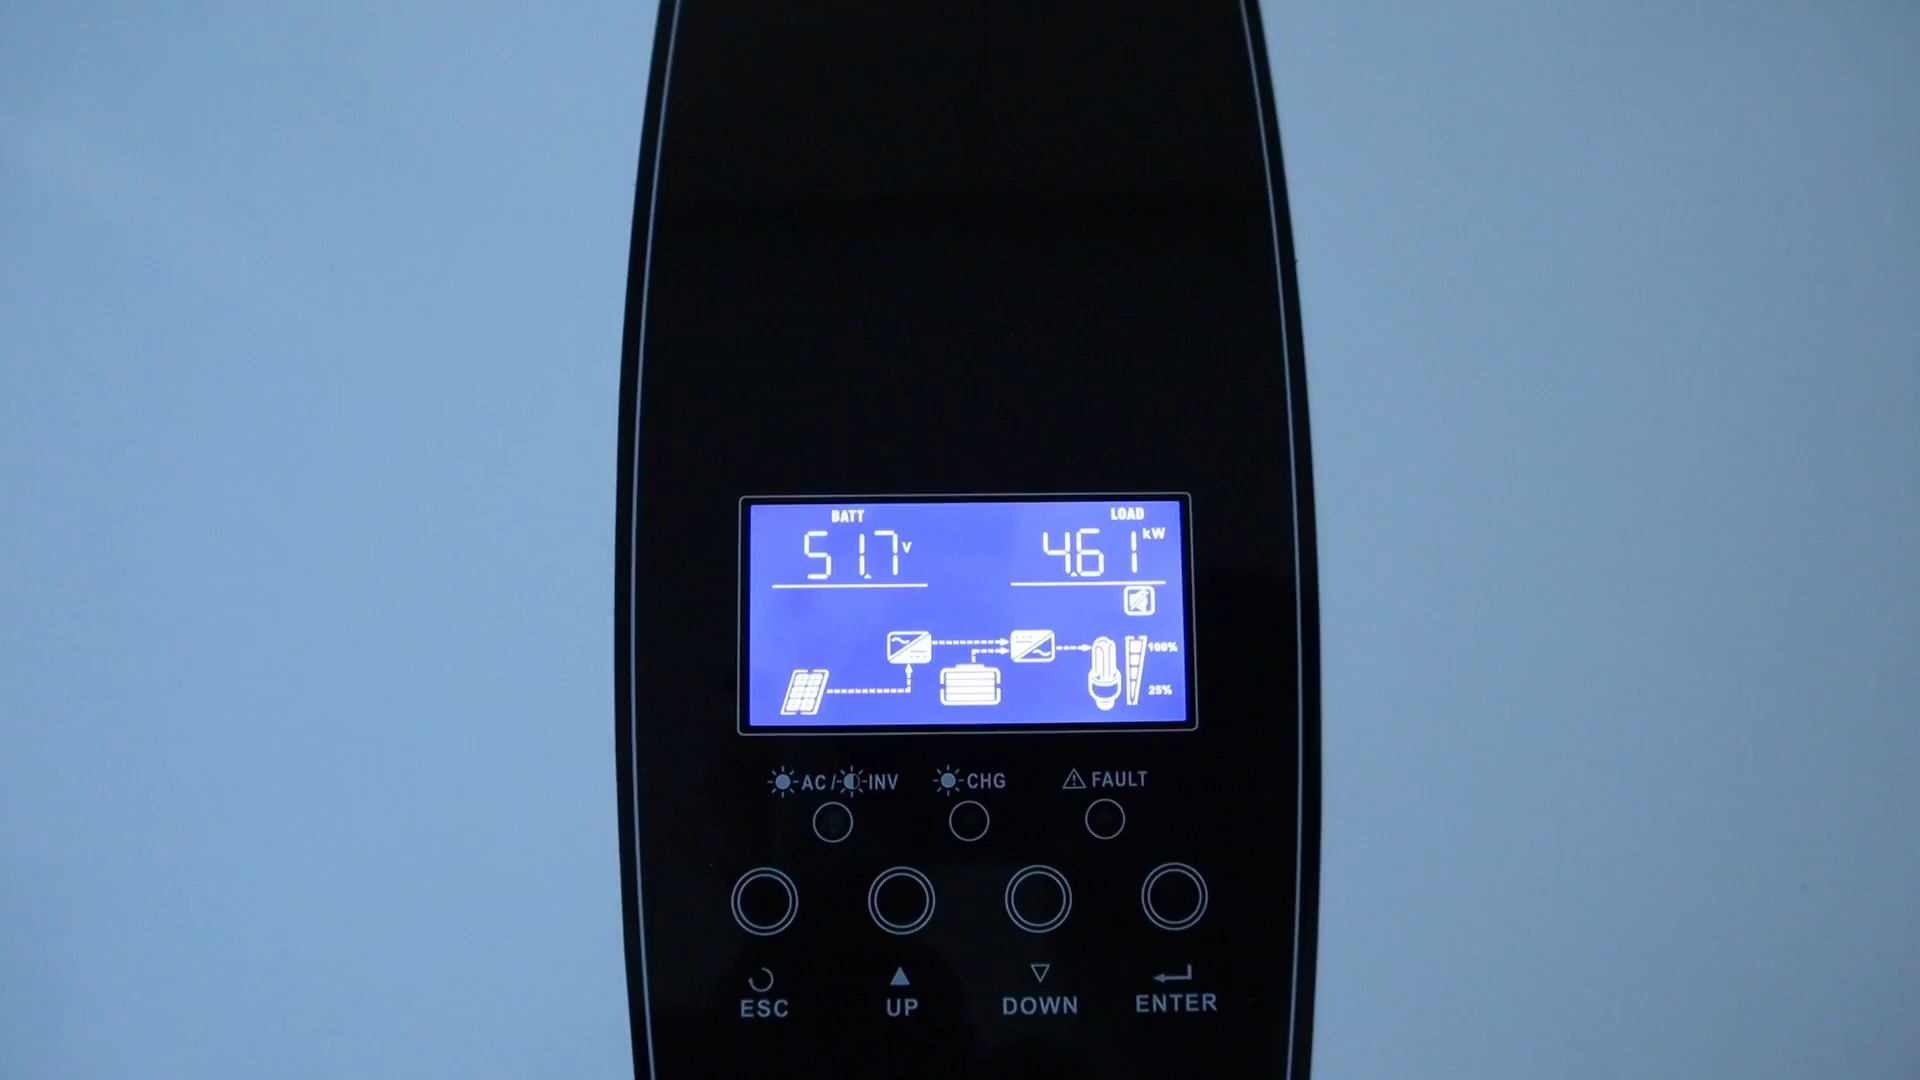 BATT LOAD
51.7 V 4.61 kW
100%
25%
AC / INV CHG FAULT
ESC UP DOWN ENTER